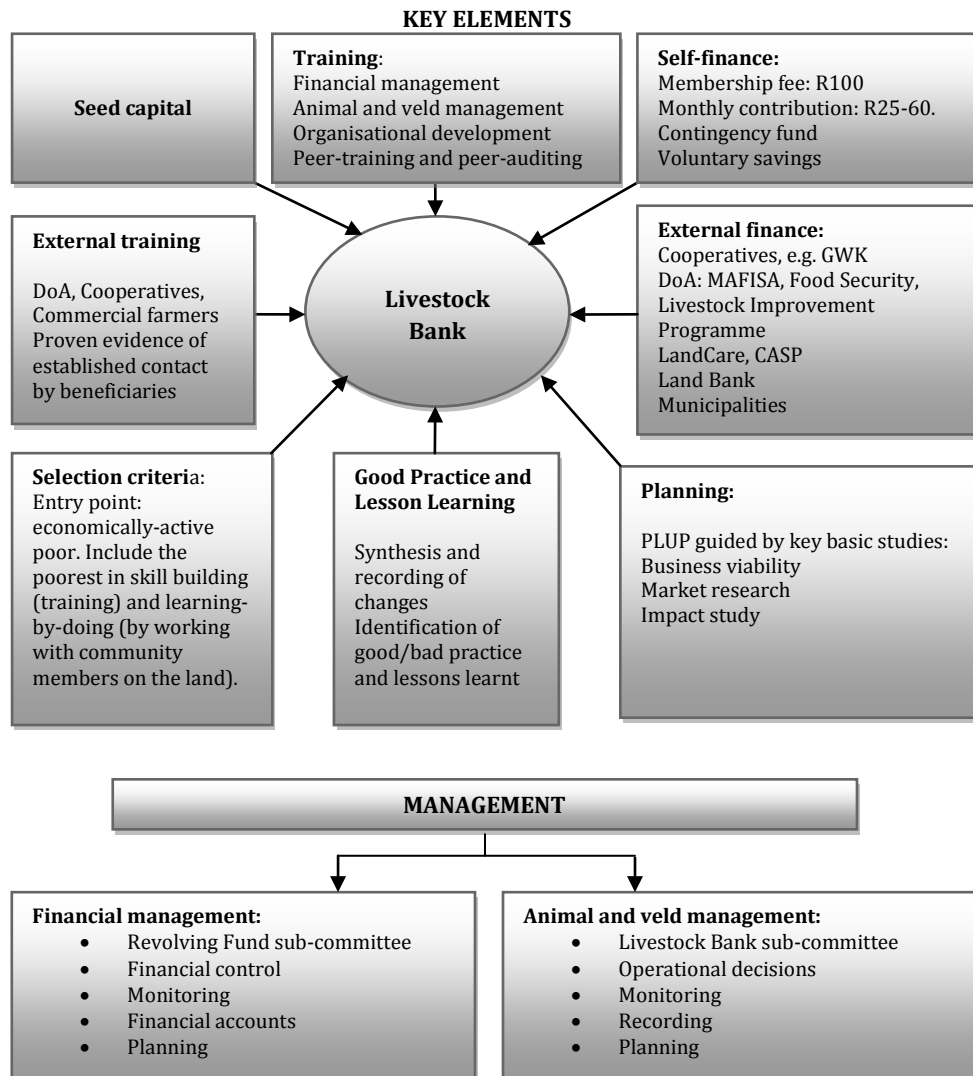 KEY ELEMENTS
Seed capital
Training:
Financial management
Animal and veld management
Organisational development
Peer-training and peer-auditing
Self-finance:
Membership fee: R100
Monthly contribution: R25-60.
Contingency fund
Voluntary savings
External training
DoA, Cooperatives,
Commercial farmers
Proven evidence of
established contact
by beneficiaries
Livestock
Bank
External finance:
Cooperatives, e.g. GWK
DoA: MAFISA, Food Security,
Livestock Improvement
Programme
LandCare, CASP
Land Bank
Municipalities
Selection criteria:
Entry point:
economically-active
poor. Include the
poorest in skill building
(training) and learning-
by-doing (by working
with community
members on the land).
Good Practice and
Lesson Learning
Synthesis and
recording of
changes
Identification of
good/bad practice
and lessons learnt
Planning:
PLUP guided by key basic studies:
Business viability
Market research
Impact study
MANAGEMENT
Financial management:
• Revolving Fund sub-committee
• Financial control
• Monitoring
• Financial accounts
• Planning
Animal and veld management:
• Livestock Bank sub-committee
• Operational decisions
• Monitoring
• Recording
• Planning